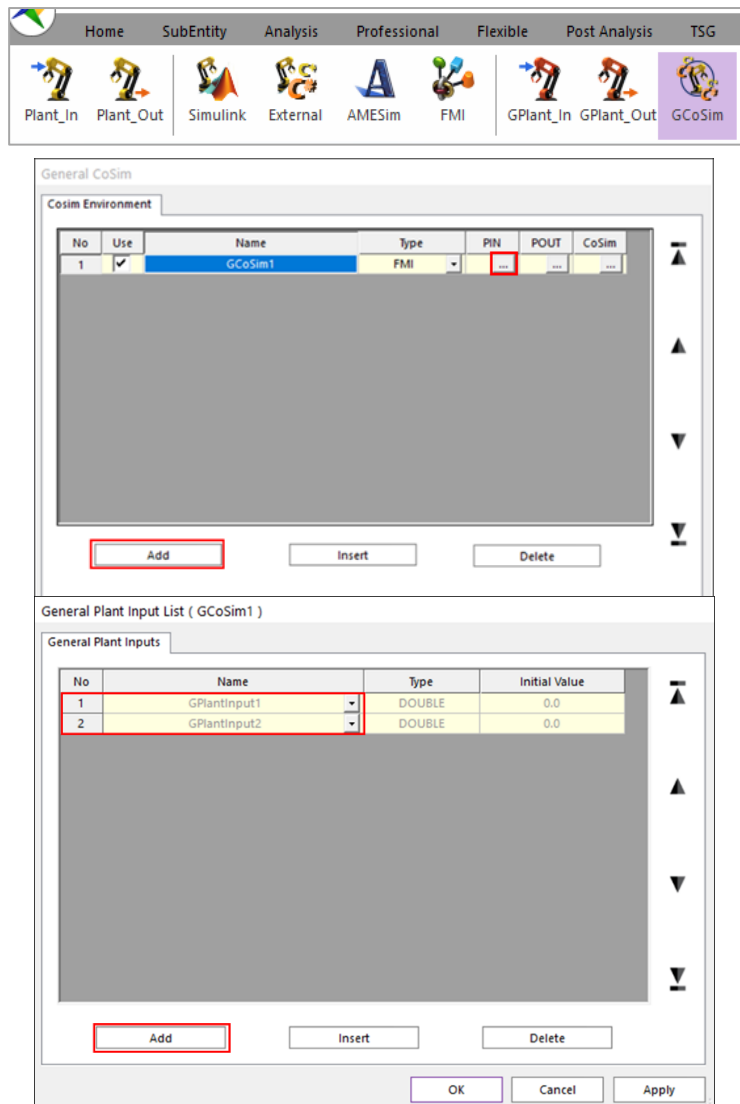 Home SubEntity Analysis Professional Flexible Post Analysis TSG
Plant_In Plant_Out Simulink External AMESim FMI GPlant_In GPlant_Out GCoSim
General CoSim
Cosim Environment
No Use Name Type PIN POUT CoSim
1 GCoSim1 FMI ... ... ...
Add Insert Delete
General Plant Input List ( GCoSim1 )
General Plant Inputs
No Name Type Initial Value
1 GPlantInput1 DOUBLE 0.0
2 GPlantInput2 DOUBLE 0.0
Add Insert Delete
OK Cancel Apply